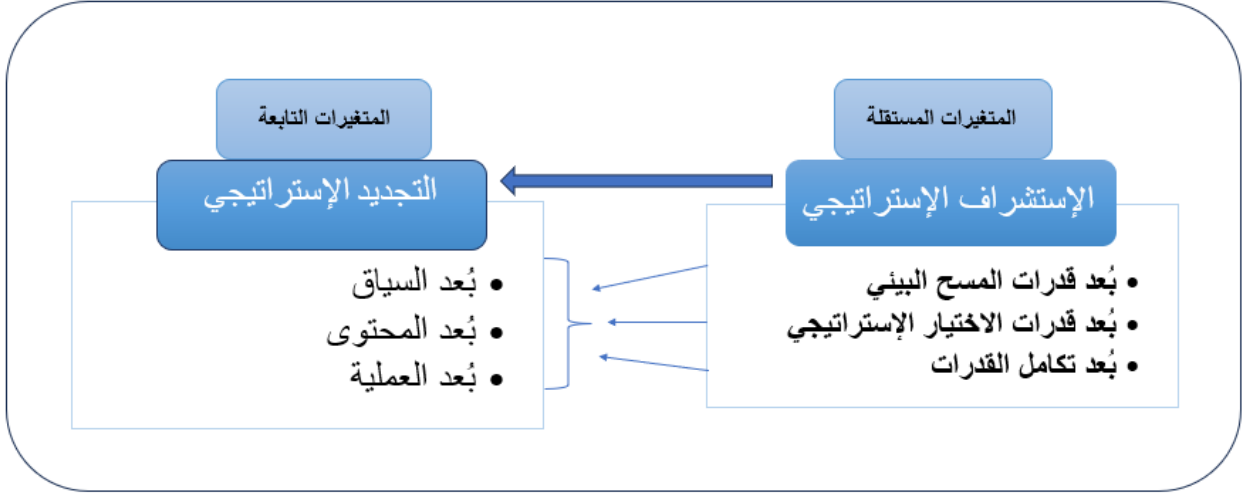 المتغيرات المستقلة
الإستشراف الإستراتيجي
• بُعد قدرات المسح البيئي
• بُعد قدرات الاختيار الإستراتيجي
• بُعد تكامل القدرات
المتغيرات التابعة
التجديد الإستراتيجي
• بُعد السياق
• بُعد المحتوى
• بُعد العملية